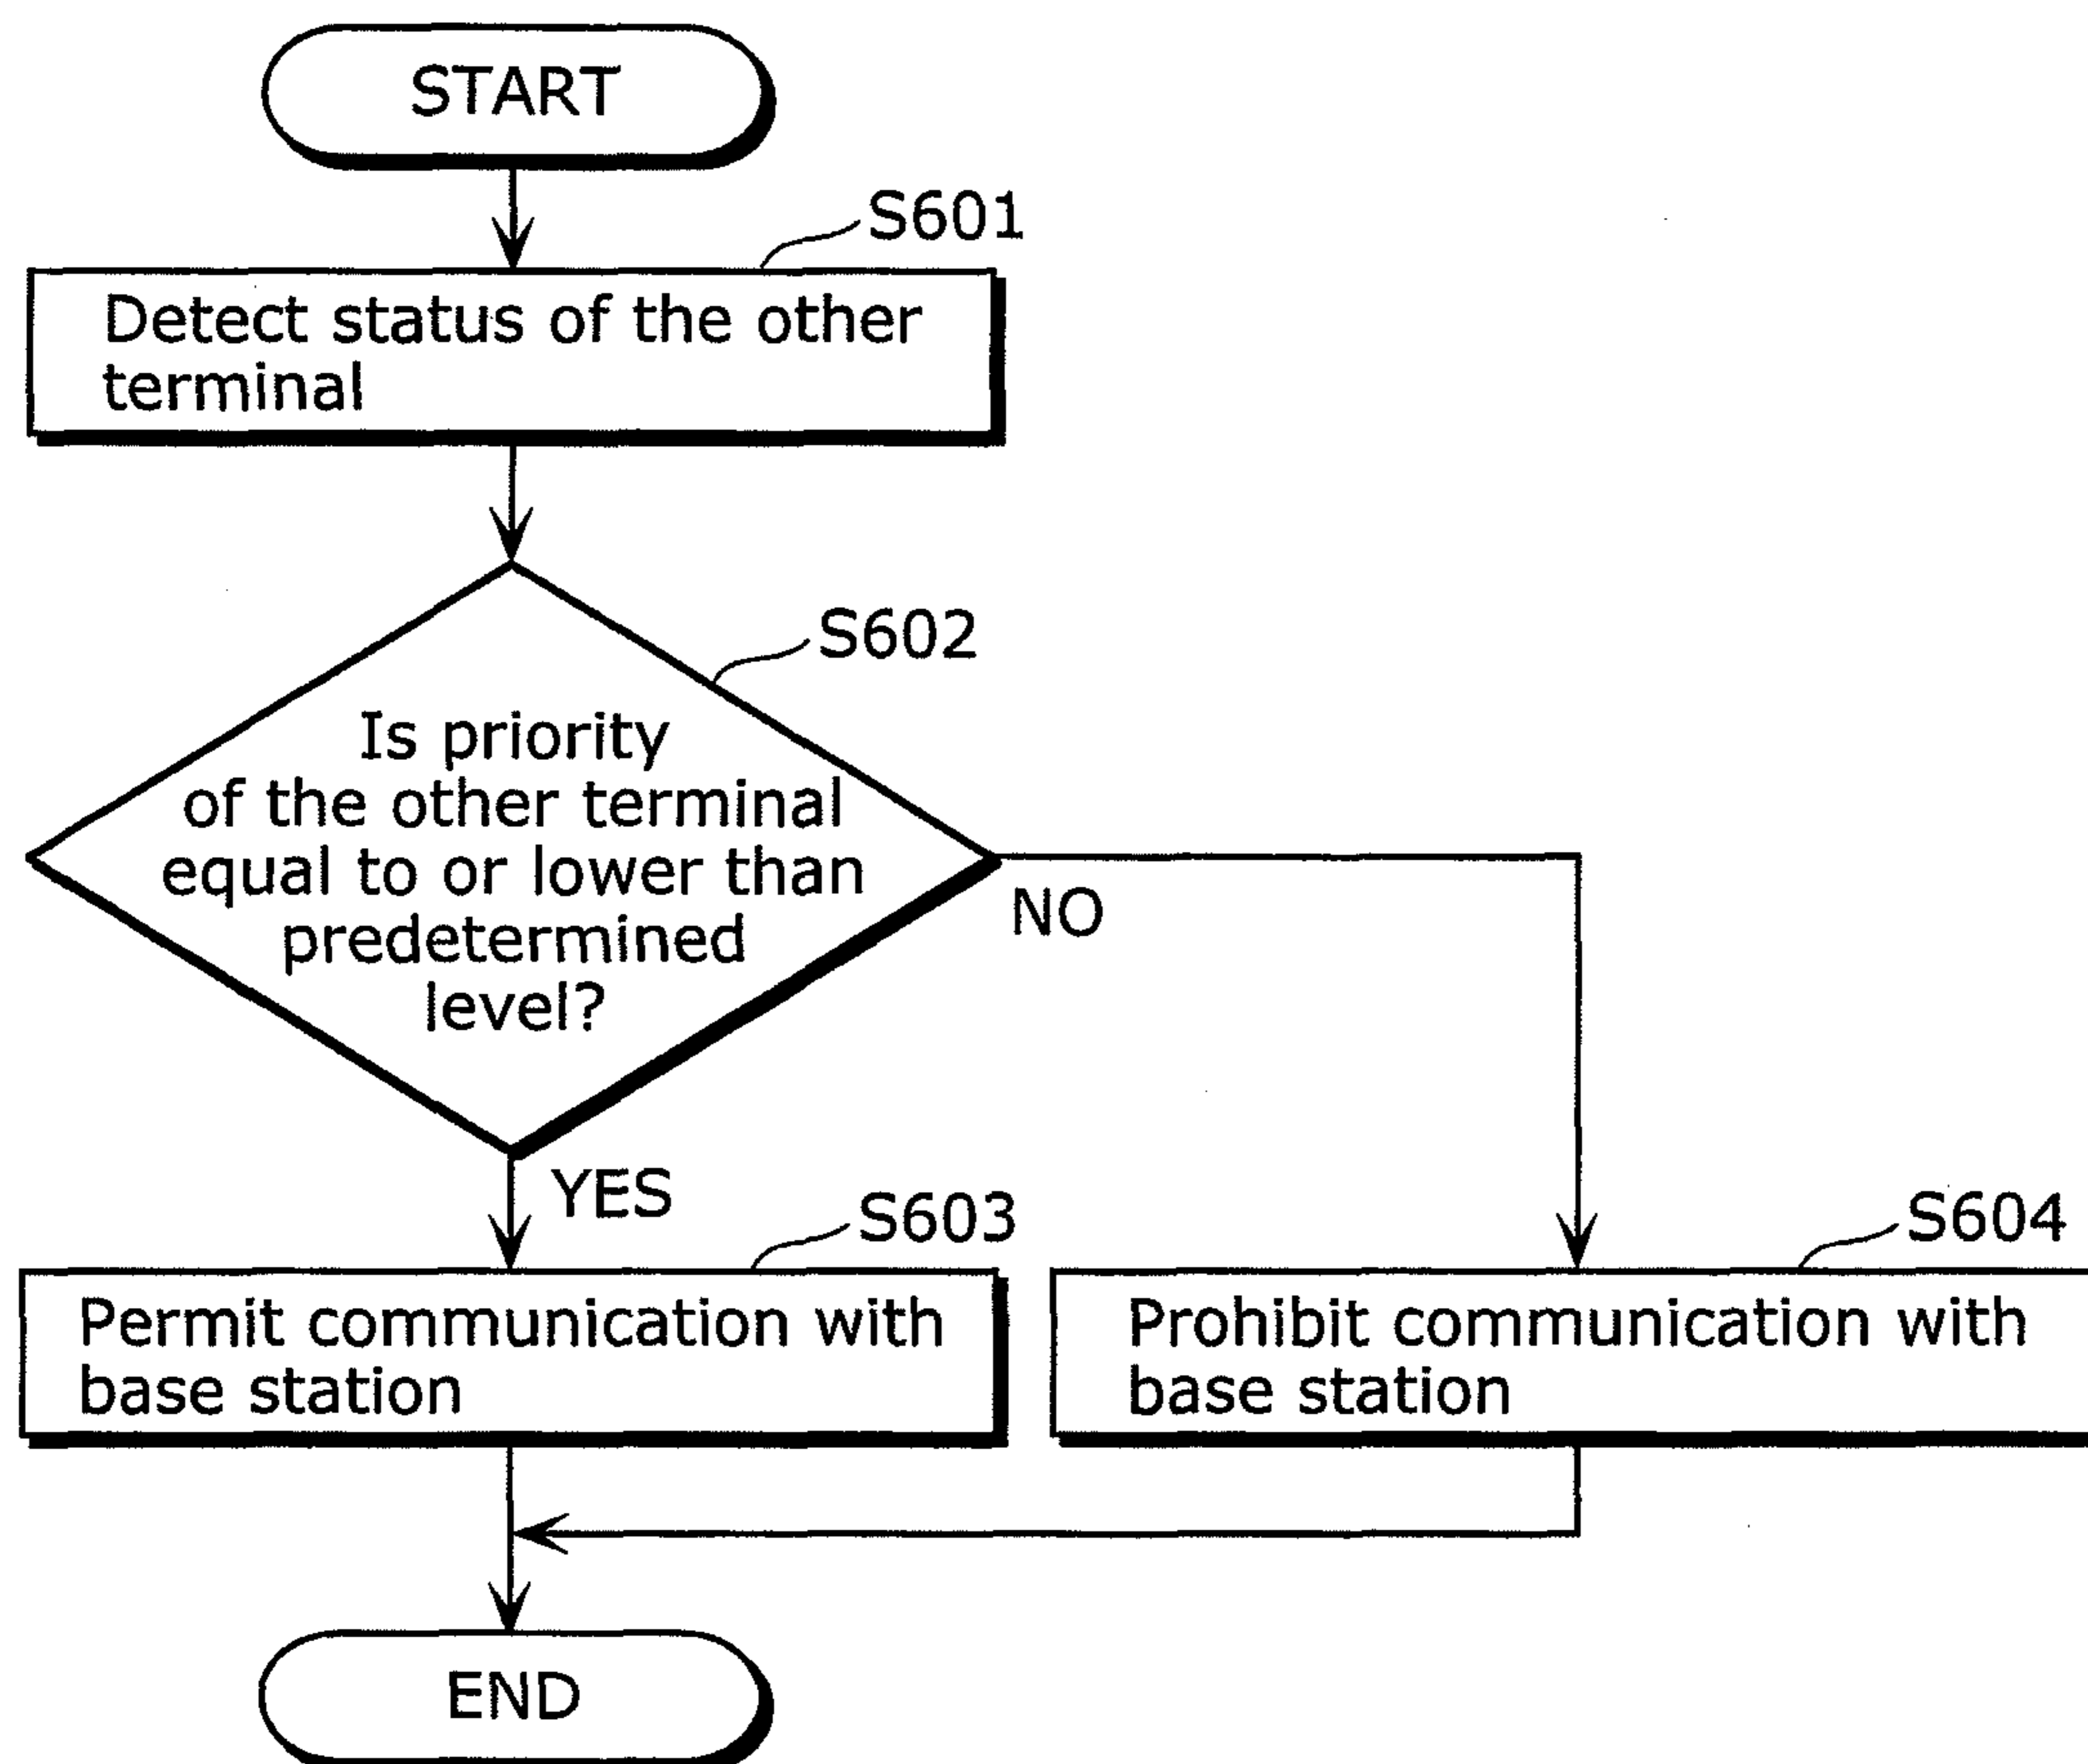 START
S601
Detect status of the other
terminal
S602
Is priority
of the other terminal
equal to or lower than
predetermined
level?
NO
YES
S603
Permit communication with
base station
S604
Prohibit communication with
base station
END